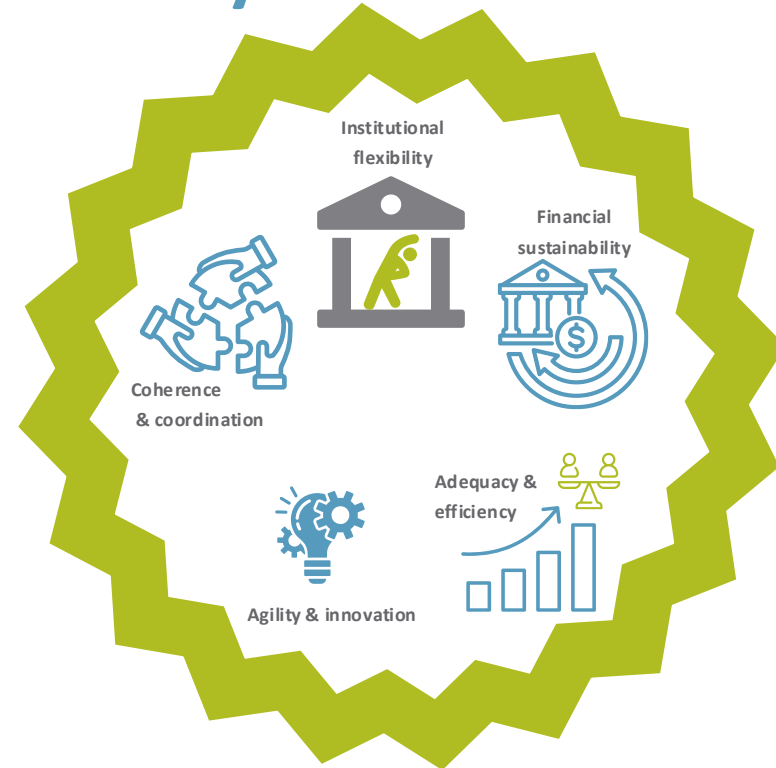 Institutional
flexibility
Financial
sustainability
Coherence
& coordination
Adequacy &
efficiency
$
Agility & innovation